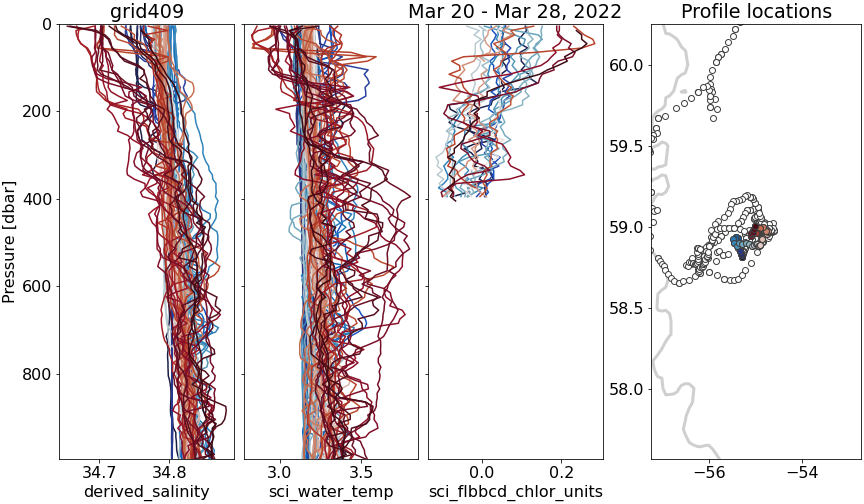 grid409
Mar 20 - Mar 28, 2022
Profile locations
Pressure [dbar]
0
200
400
600
800
34.7
34.8
derived_salinity
3.0
3.5
sci_water_temp
0.0
0.2
sci_flbbcd_chlor_units
60.0
59.5
59.0
58.5
58.0
−56
−54